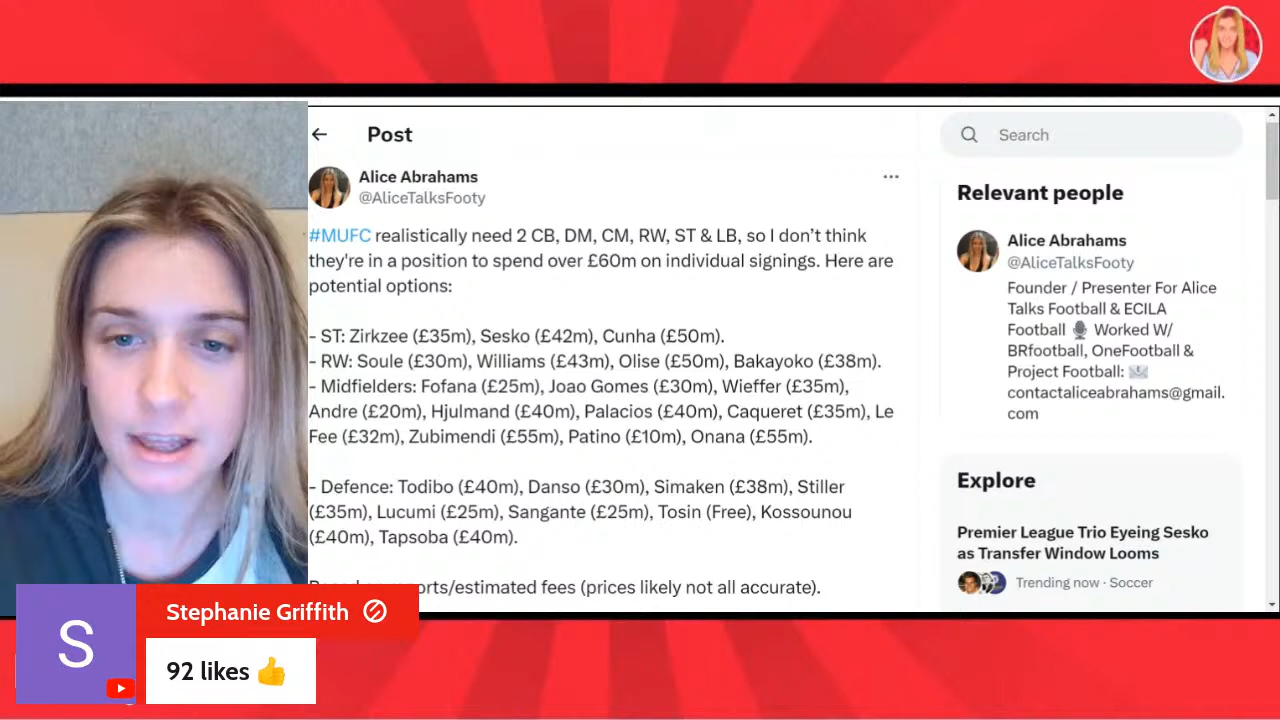 Post
Search
Alice Abrahams
@AliceTalksFooty
#MUFC realistically need 2 CB, DM, CM, RW, ST & LB, so I don’t think
they're in a position to spend over £60m on individual signings. Here are
potential options:
- ST: Zirkzee (£35m), Sesko (£42m), Cunha (£50m).
- RW: Soule (£30m), Williams (£43m), Olise (£50m), Bakayoko (£38m).
- Midfielders: Fofana (£25m), Joao Gomes (£30m), Wieffer (£35m),
Andre (£20m), Hjulmand (£40m), Palacios (£40m), Caqueret (£35m), Le
Fee (£32m), Zubimendi (£55m), Patino (£10m), Onana (£55m).
- Defence: Todibo (£40m), Danso (£30m), Simaken (£38m), Stiller
(£35m), Lucumi (£25m), Sangante (£25m), Tosin (Free), Kossounou
(£40m), Tapsoba (£40m).
orts/estimated fees (prices likely not all accurate).
Relevant people
Alice Abrahams
@AliceTalksFooty
Founder / Presenter For Alice
Talks Football & ECILA
Football 🎙️ Worked W/
BRfootball, OneFootball &
Project Football: ✉️
contactaliceabrahams@gmail.
com
Explore
Premier League Trio Eyeing Sesko
as Transfer Window Looms
Trending now · Soccer
S
Stephanie Griffith
92 likes 👍